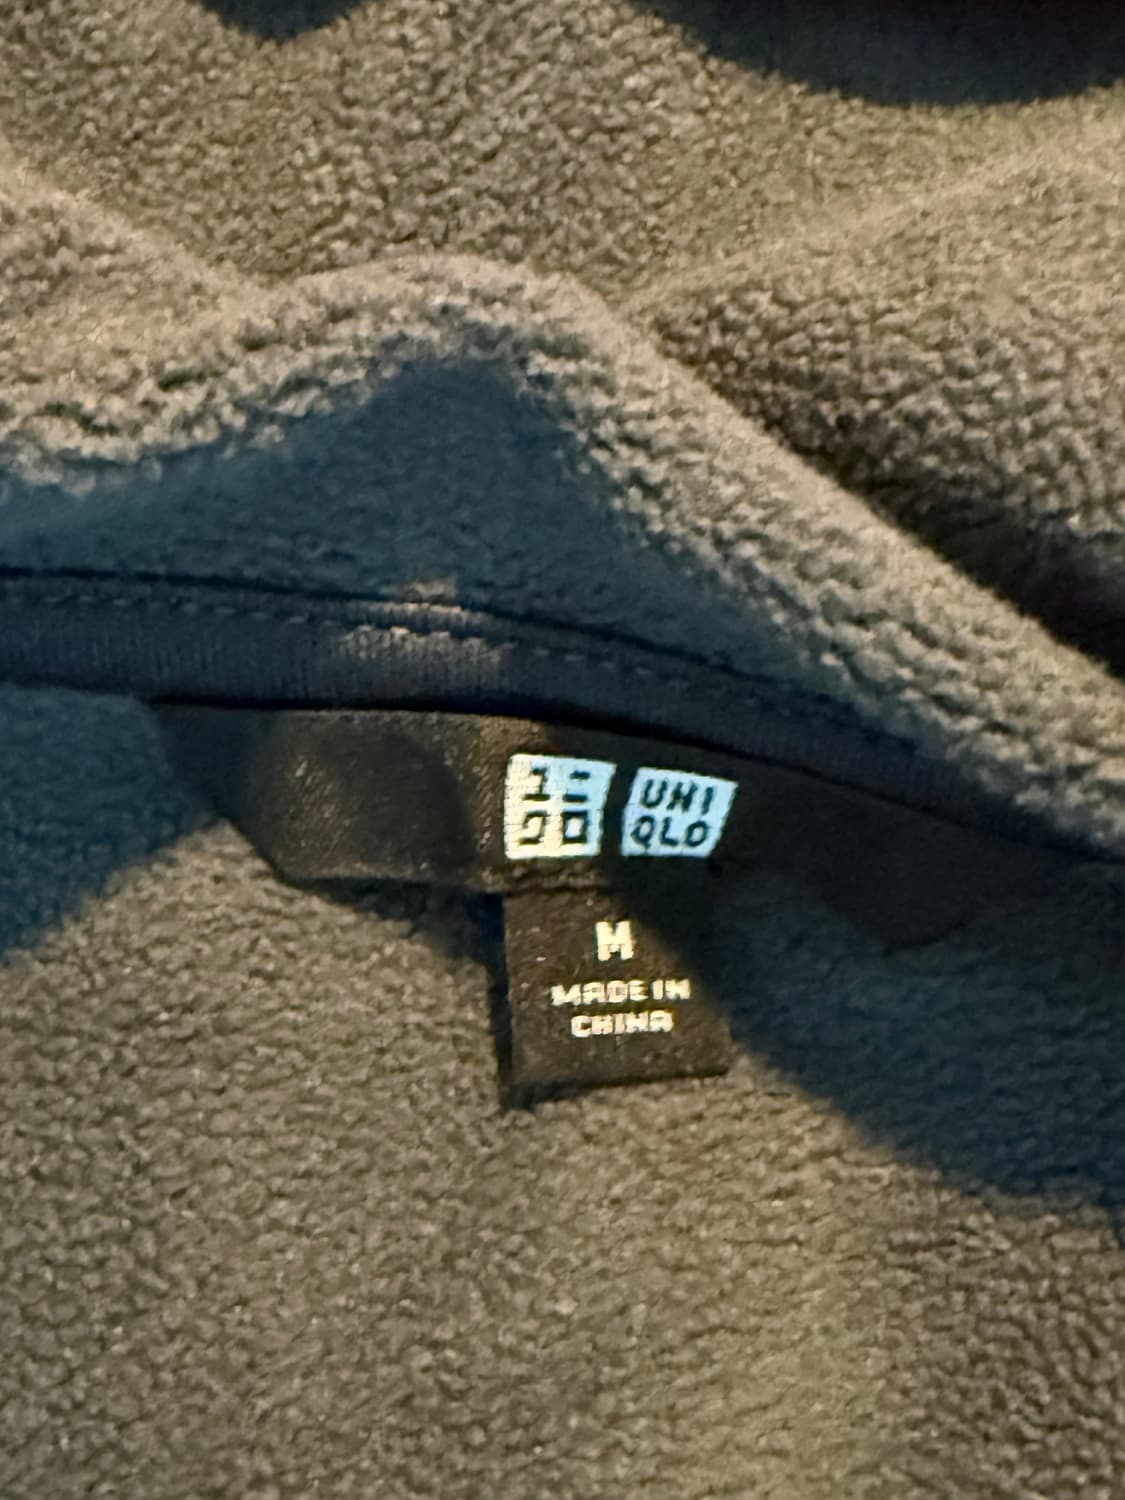 ユニ UNI
クロ QLO
M
MADE IN
CHINA